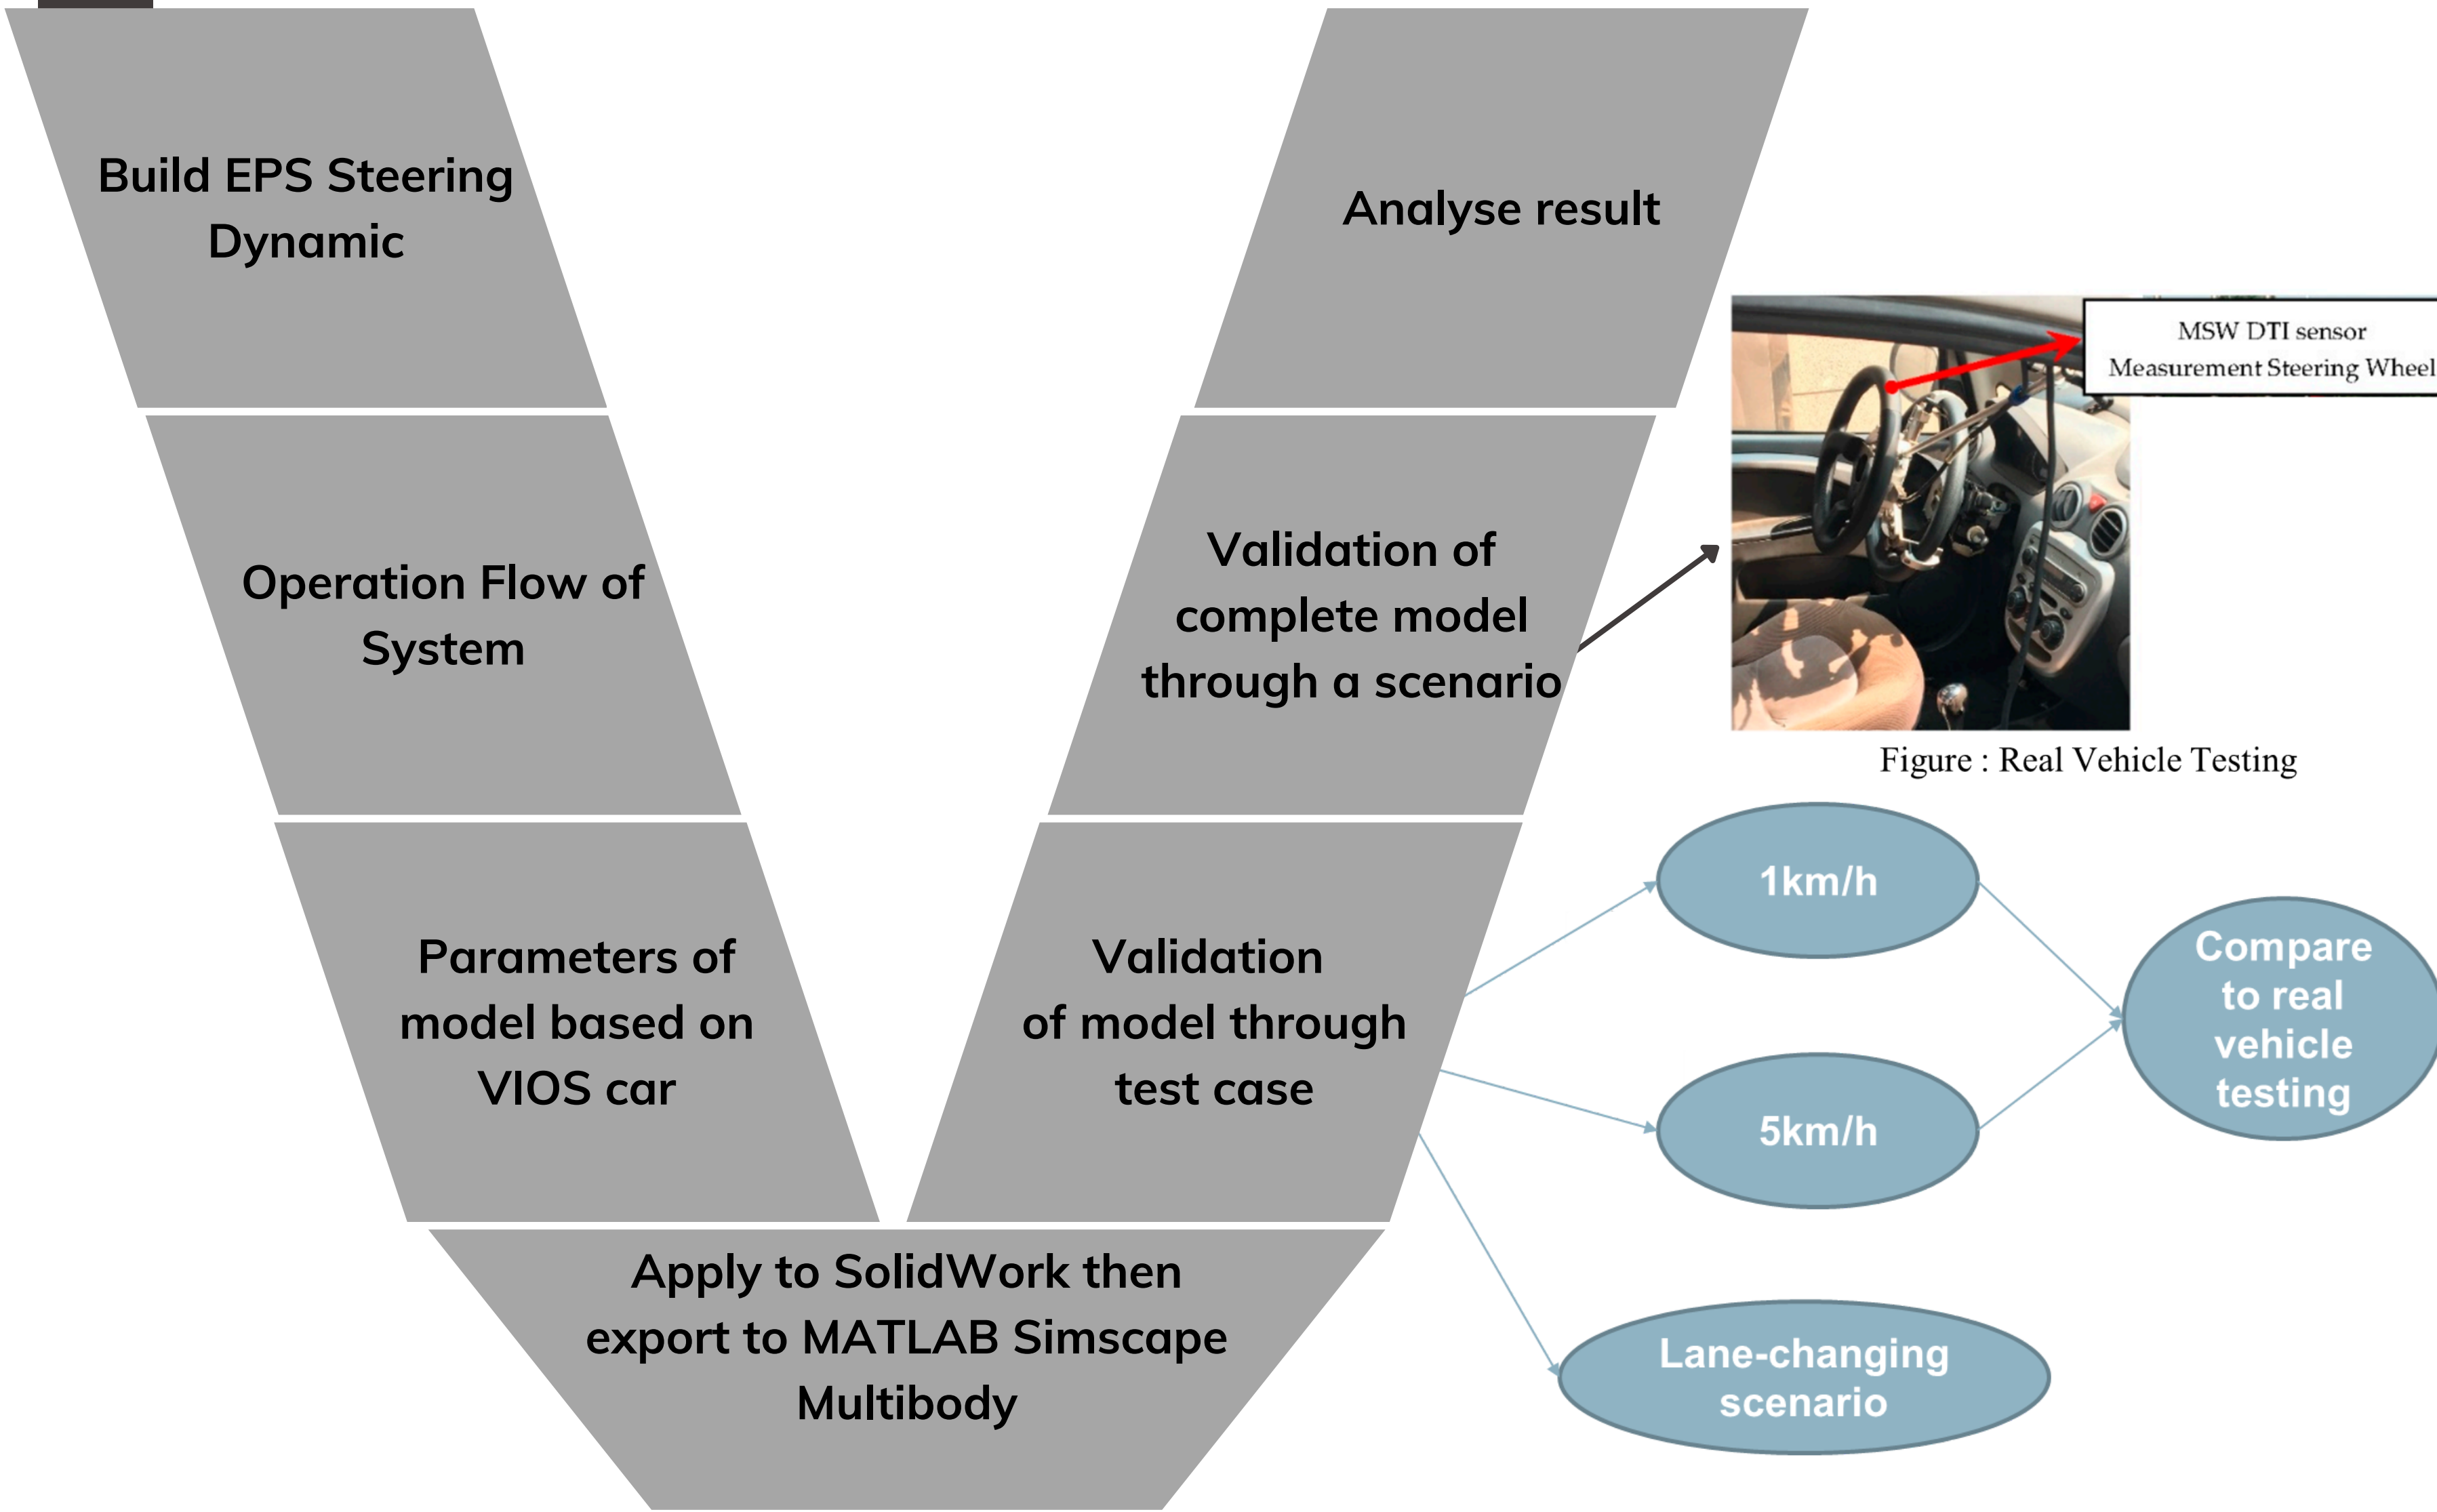 Build EPS Steering
Dynamic
Operation Flow of
System
Parameters of
model based on
VIOS car
Apply to SolidWork then
export to MATLAB Simscape
Multibody
Validation
of model through
test case
Validation of
complete model
through a scenario
Analyse result
MSW DTI sensor
Measurement Steering Wheel
Figure : Real Vehicle Testing
1km/h
5km/h
Compare
to real
vehicle
testing
Lane-changing
scenario